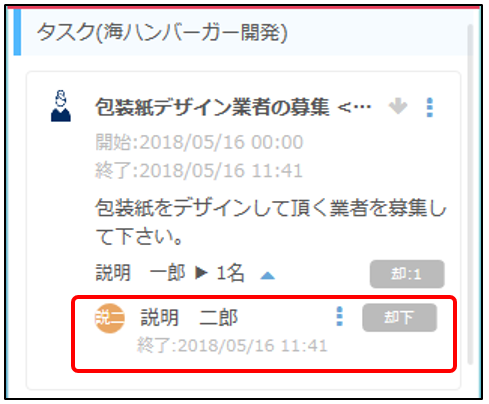 タスク(海ハンバーガー開発)
包装紙デザイン業者の募集 <…
開始:2018/05/16 00:00
終了:2018/05/16 11:41
包装紙をデザインして頂く業者を募集し
て下さい。
説明　一郎 ▶ 1名 ▲ 却:1
説二 説明　二郎 却下
終了:2018/05/16 11:41